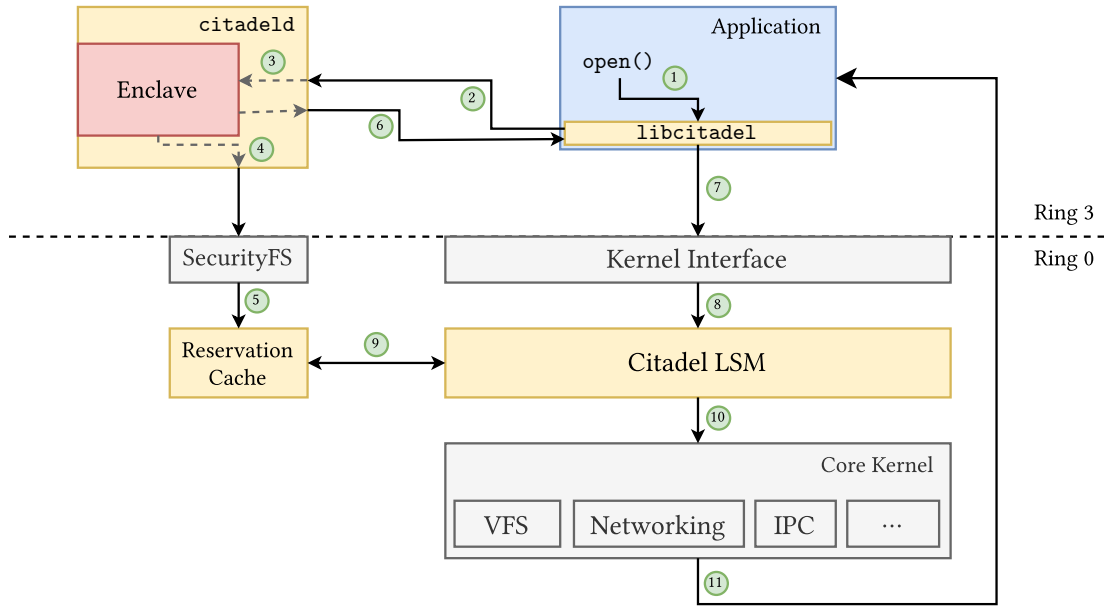 citadeld
Application
open()
1
3
Enclave
2
6
libcitadel
4
7
Ring 3
SecurityFS
Kernel Interface
Ring 0
5
8
Reservation
Cache
9
Citadel LSM
10
Core Kernel
VFS
Networking
IPC
...
11